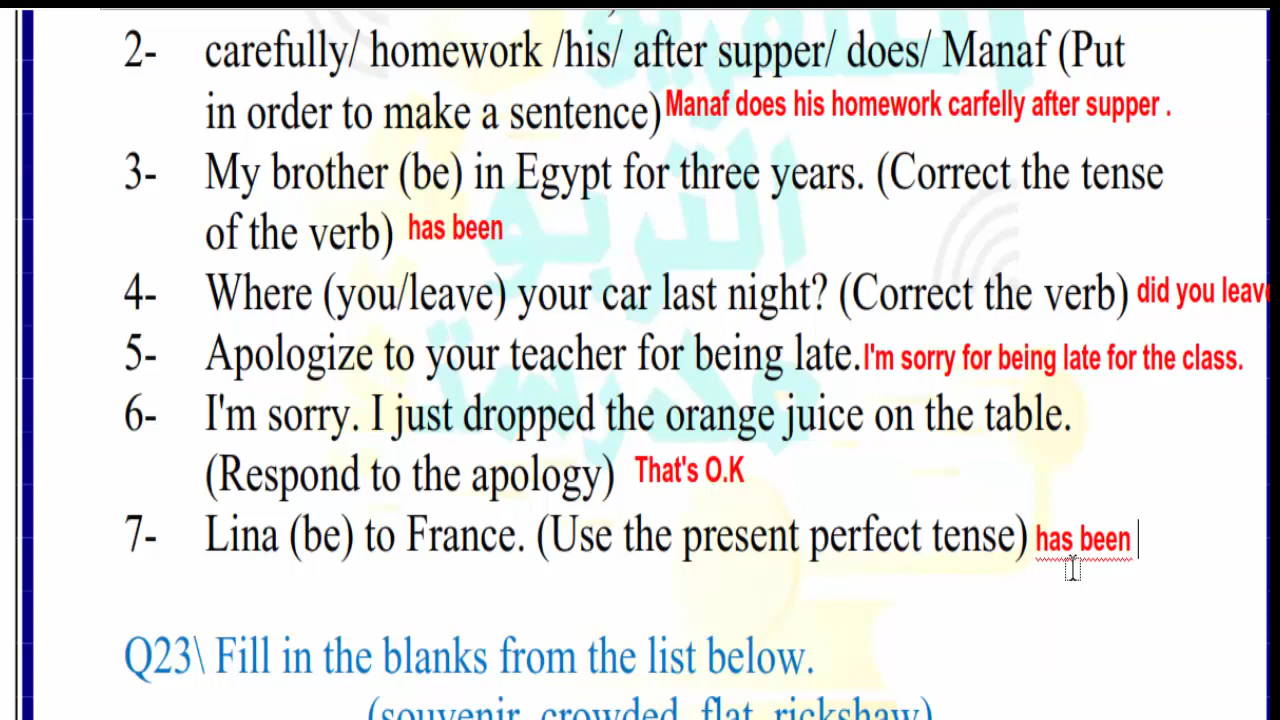 2- carefully/ homework /his/ after supper/ does/ Manaf (Put
in order to make a sentence) Manaf does his homework carfelly after supper .
3- My brother (be) in Egypt for three years. (Correct the tense
of the verb) has been
4- Where (you/leave) your car last night? (Correct the verb) did you leave
5- Apologize to your teacher for being late. I'm sorry for being late for the class.
6- I'm sorry. I just dropped the orange juice on the table.
(Respond to the apology) That's O.K
7- Lina (be) to France. (Use the present perfect tense) has been
Q23\ Fill in the blanks from the list below.
(souvenir, crowded, flat, rickshaw)